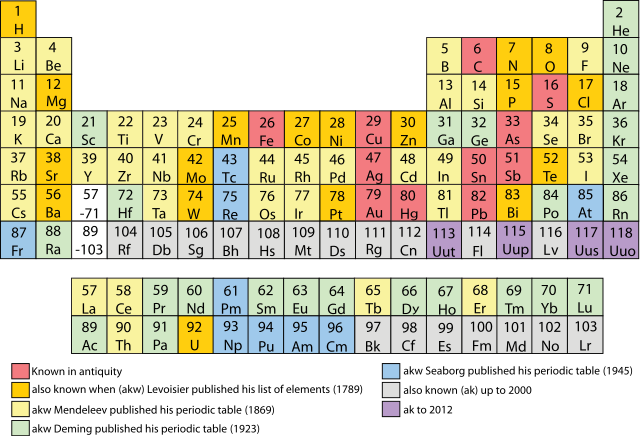 1 2
H He
3 4 5 6 7 8 9 10
Li Be B C N O F Ne
11 12 13 14 15 16 17 18
Na Mg Al Si P S Cl Ar
19 20 21 22 23 24 25 26 27 28 29 30 31 32 33 34 35 36
K Ca Sc Ti V Cr Mn Fe Co Ni Cu Zn Ga Ge As Se Br Kr
37 38 39 40 41 42 43 44 45 46 47 48 49 50 51 52 53 54
Rb Sr Y Zr Nb Mo Tc Ru Rh Pd Ag Cd In Sn Sb Te I Xe
55 56 57 72 73 74 75 76 77 78 79 80 81 82 83 84 85 86
Cs Ba -71 Hf Ta W Re Os Ir Pt Au Hg Tl Pb Bi Po At Rn
87 88 89 104 105 106 107 108 109 110 111 112 113 114 115 116 117 118
Fr Ra -103 Rf Db Sg Bh Hs Mt Ds Rg Cn Uut Fl Uup Lv Uus Uuo
57 58 59 60 61 62 63 64 65 66 67 68 69 70 71
La Ce Pr Nd Pm Sm Eu Gd Tb Dy Ho Er Tm Yb Lu
89 90 91 92 93 94 95 96 97 98 99 100 101 102 103
Ac Th Pa U Np Pu Am Cm Bk Cf Es Fm Md No Lr
Known in antiquity
also known when (akw) Levoisier published his list of elements (1789)
akw Mendeleev published his periodic table (1869)
akw Deming published his periodic table (1923)
akw Seaborg published his periodic table (1945)
also known (ak) up to 2000
ak to 2012